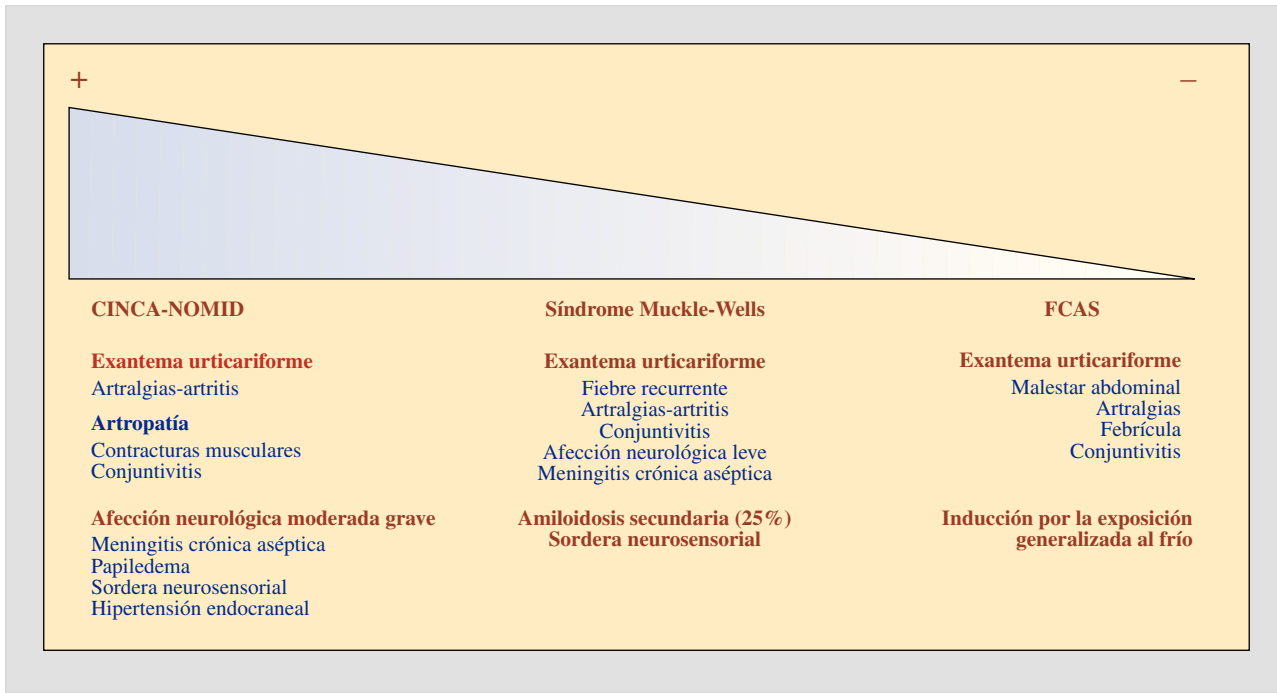 +
–
CINCA-NOMID
Exantema urticariforme
Artralgias-artritis
Artropatía
Contracturas musculares
Conjuntivitis
Afección neurológica moderada grave
Meningitis crónica aséptica
Papiledema
Sordera neurosensorial
Hipertensión endocraneal
Síndrome Muckle-Wells
Exantema urticariforme
Fiebre recurrente
Artralgias-artritis
Conjuntivitis
Afección neurológica leve
Meningitis crónica aséptica
Amiloidosis secundaria (25%)
Sordera neurosensorial
FCAS
Exantema urticariforme
Malestar abdominal
Artralgias
Febrícula
Conjuntivitis
Inducción por la exposición
generalizada al frío